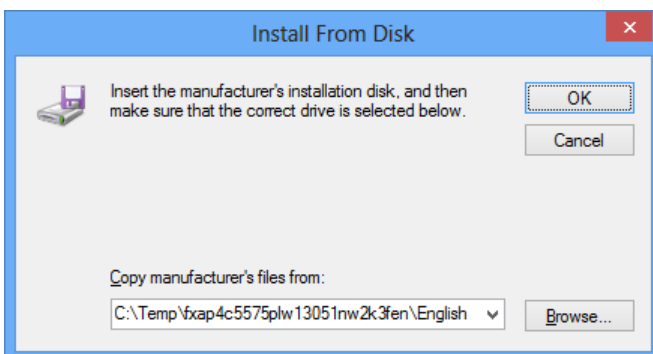 Install From Disk
Insert the manufacturer's installation disk, and then
make sure that the correct drive is selected below.
OK
Cancel
Copy manufacturer's files from:
C:\Temp\fxap4c5575plw13051nw2k3fen\English
Browse...